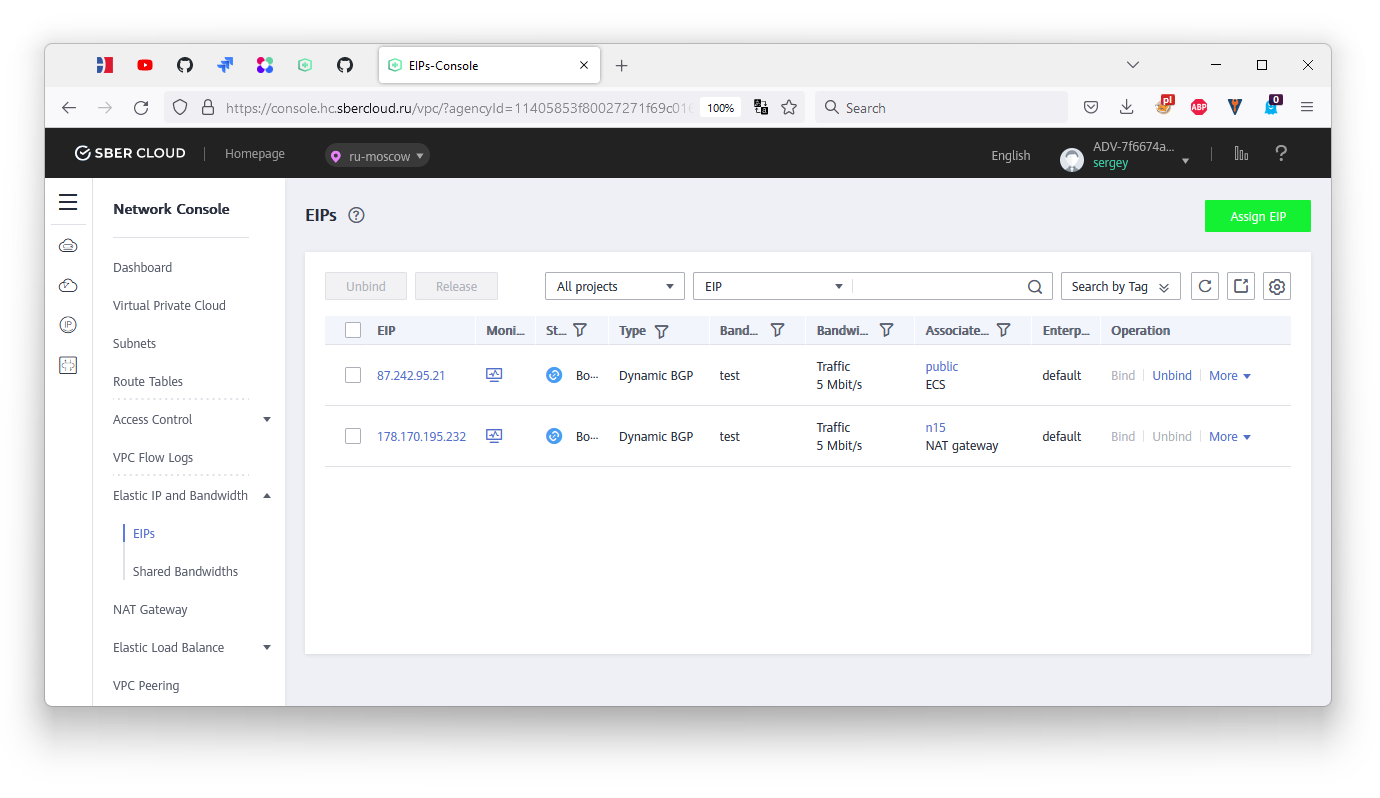 EIPs-Console
https://console.hc.sbercloud.ru/vpc/?agencyId=11405853f80027271f69c01
100%
Search
pl
ABP
0
SBER CLOUD
Homepage
ru-moscow
English
ADV-7f6674a...
sergey
Network Console
Dashboard
Virtual Private Cloud
Subnets
Route Tables
Access Control
VPC Flow Logs
Elastic IP and Bandwidth
EIPs
Shared Bandwidths
NAT Gateway
Elastic Load Balance
VPC Peering
IP
EIPs
Assign EIP
Unbind Release All projects EIP Search by Tag
EIP Moni... St... Type Band... Bandwi... Associate... Enterp... Operation
87.242.95.21 Bo... Dynamic BGP test Traffic 5 Mbit/s public ECS default Bind Unbind More
178.170.195.232 Bo... Dynamic BGP test Traffic 5 Mbit/s n15 NAT gateway default Bind Unbind More